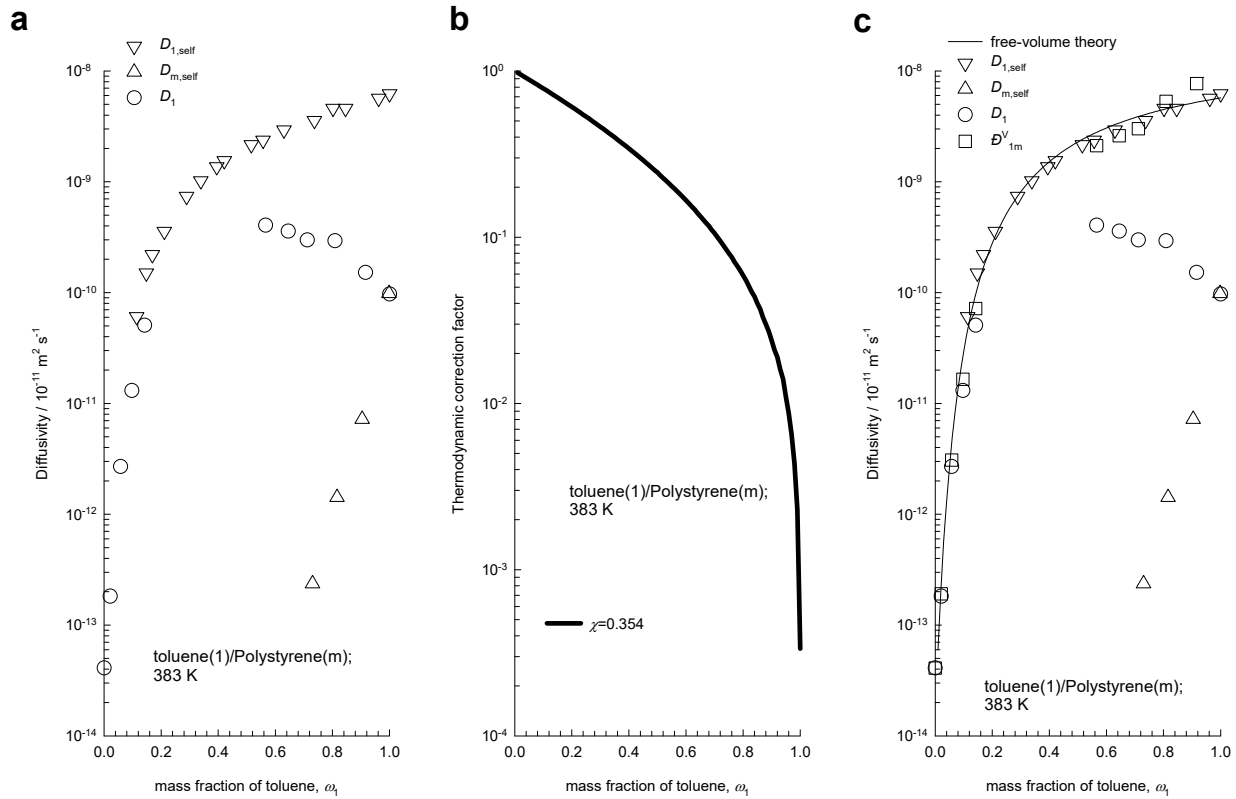 a
D1,self
Dm,self
D1
Diffusivity / 10-11 m2 s-1
10-8
10-9
10-10
10-11
10-12
10-13
10-14
toluene(1)/Polystyrene(m);
383 K
0.0 0.2 0.4 0.6 0.8 1.0
mass fraction of toluene, ω1
b
Thermodynamic correction factor
100
10-1
10-2
10-3
10-4
toluene(1)/Polystyrene(m);
383 K
χ=0.354
0.0 0.2 0.4 0.6 0.8 1.0
mass fraction of toluene, ω1
c
free-volume theory
D1,self
Dm,self
D1
ĐV1m
Diffusivity / 10-11 m2 s-1
10-8
10-9
10-10
10-11
10-12
10-13
10-14
toluene(1)/Polystyrene(m);
383 K
0.0 0.2 0.4 0.6 0.8 1.0
mass fraction of toluene, ω1